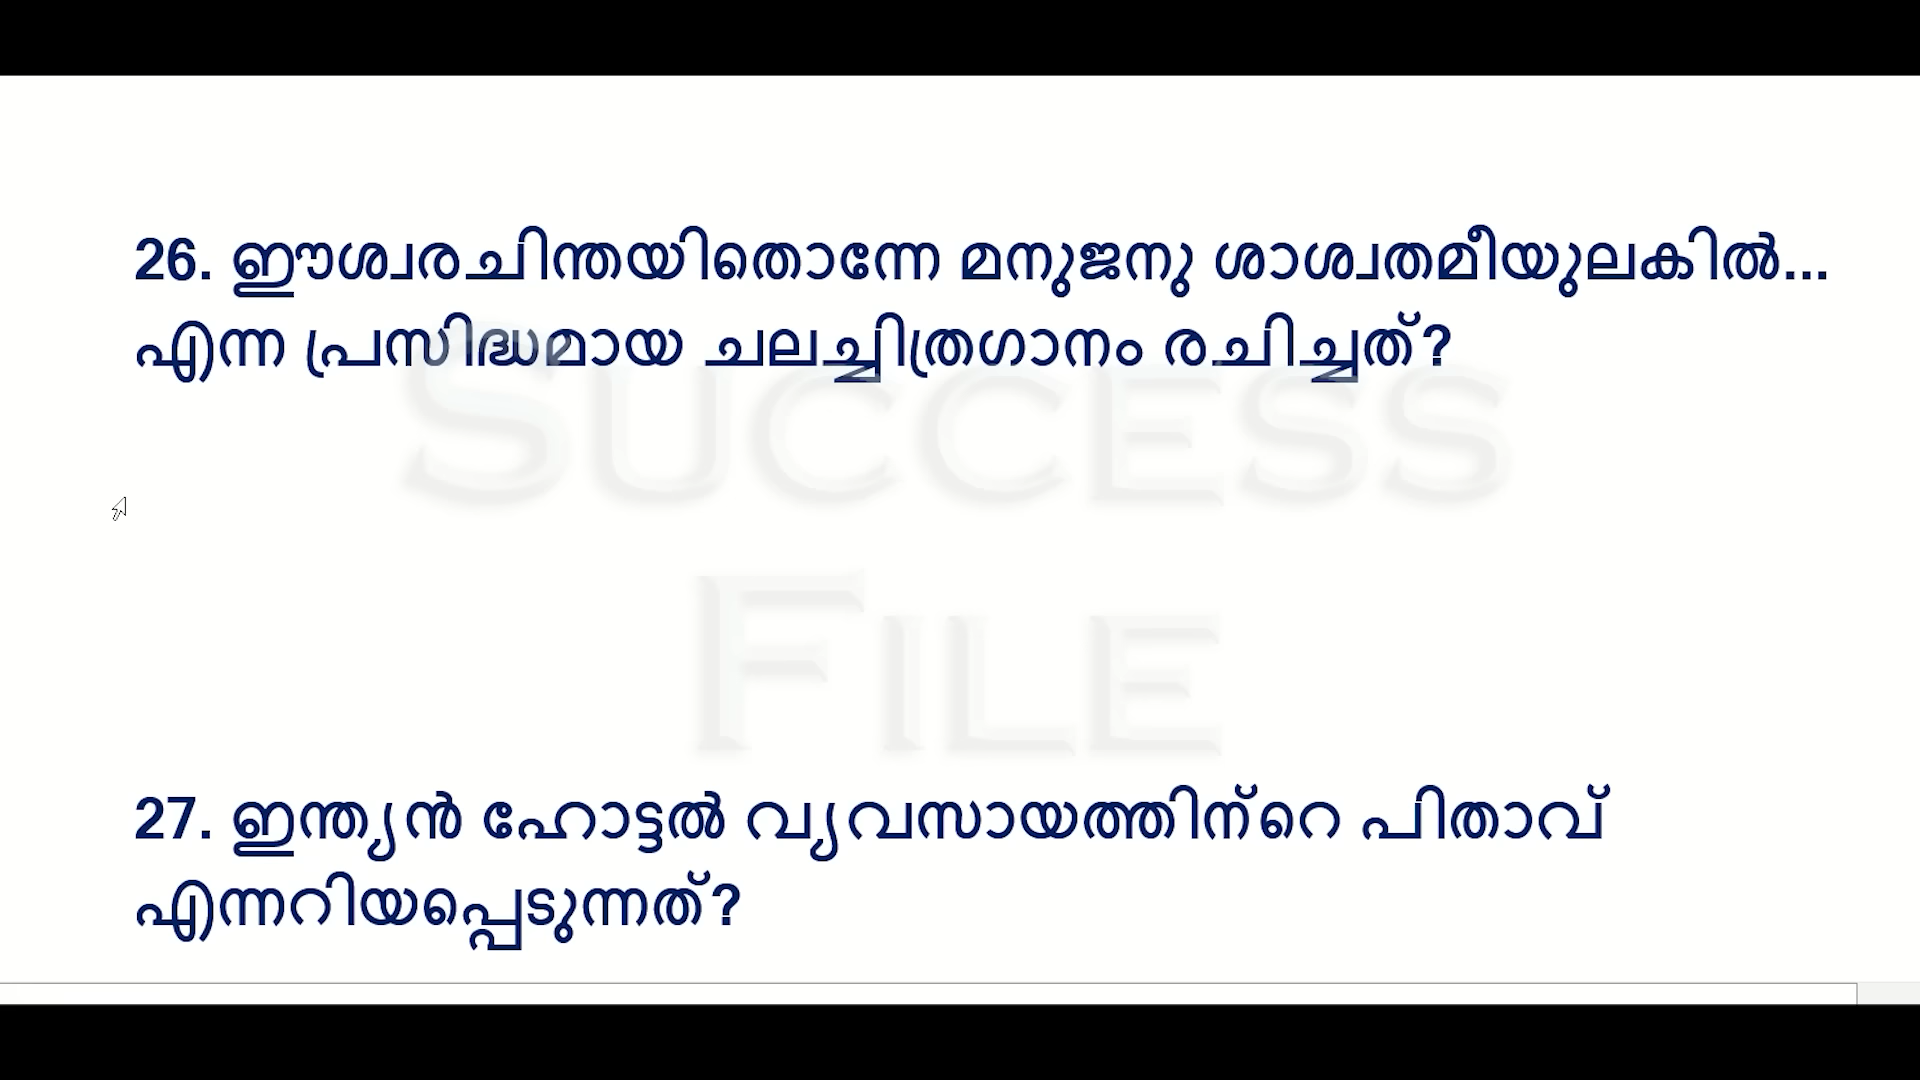 26. ഈശ്വരചിന്തയിതൊന്നേ മനുജനു ശാശ്വതമീയുലകിൽ...
എന്ന പ്രസിദ്ധമായ ചലച്ചിത്രഗാനം രചിച്ചത്?
SUCCESS
FILE
27. ഇന്ത്യൻ ഹോട്ടൽ വ്യവസായത്തിന്റെ പിതാവ്
എന്നറിയപ്പെടുന്നത്?